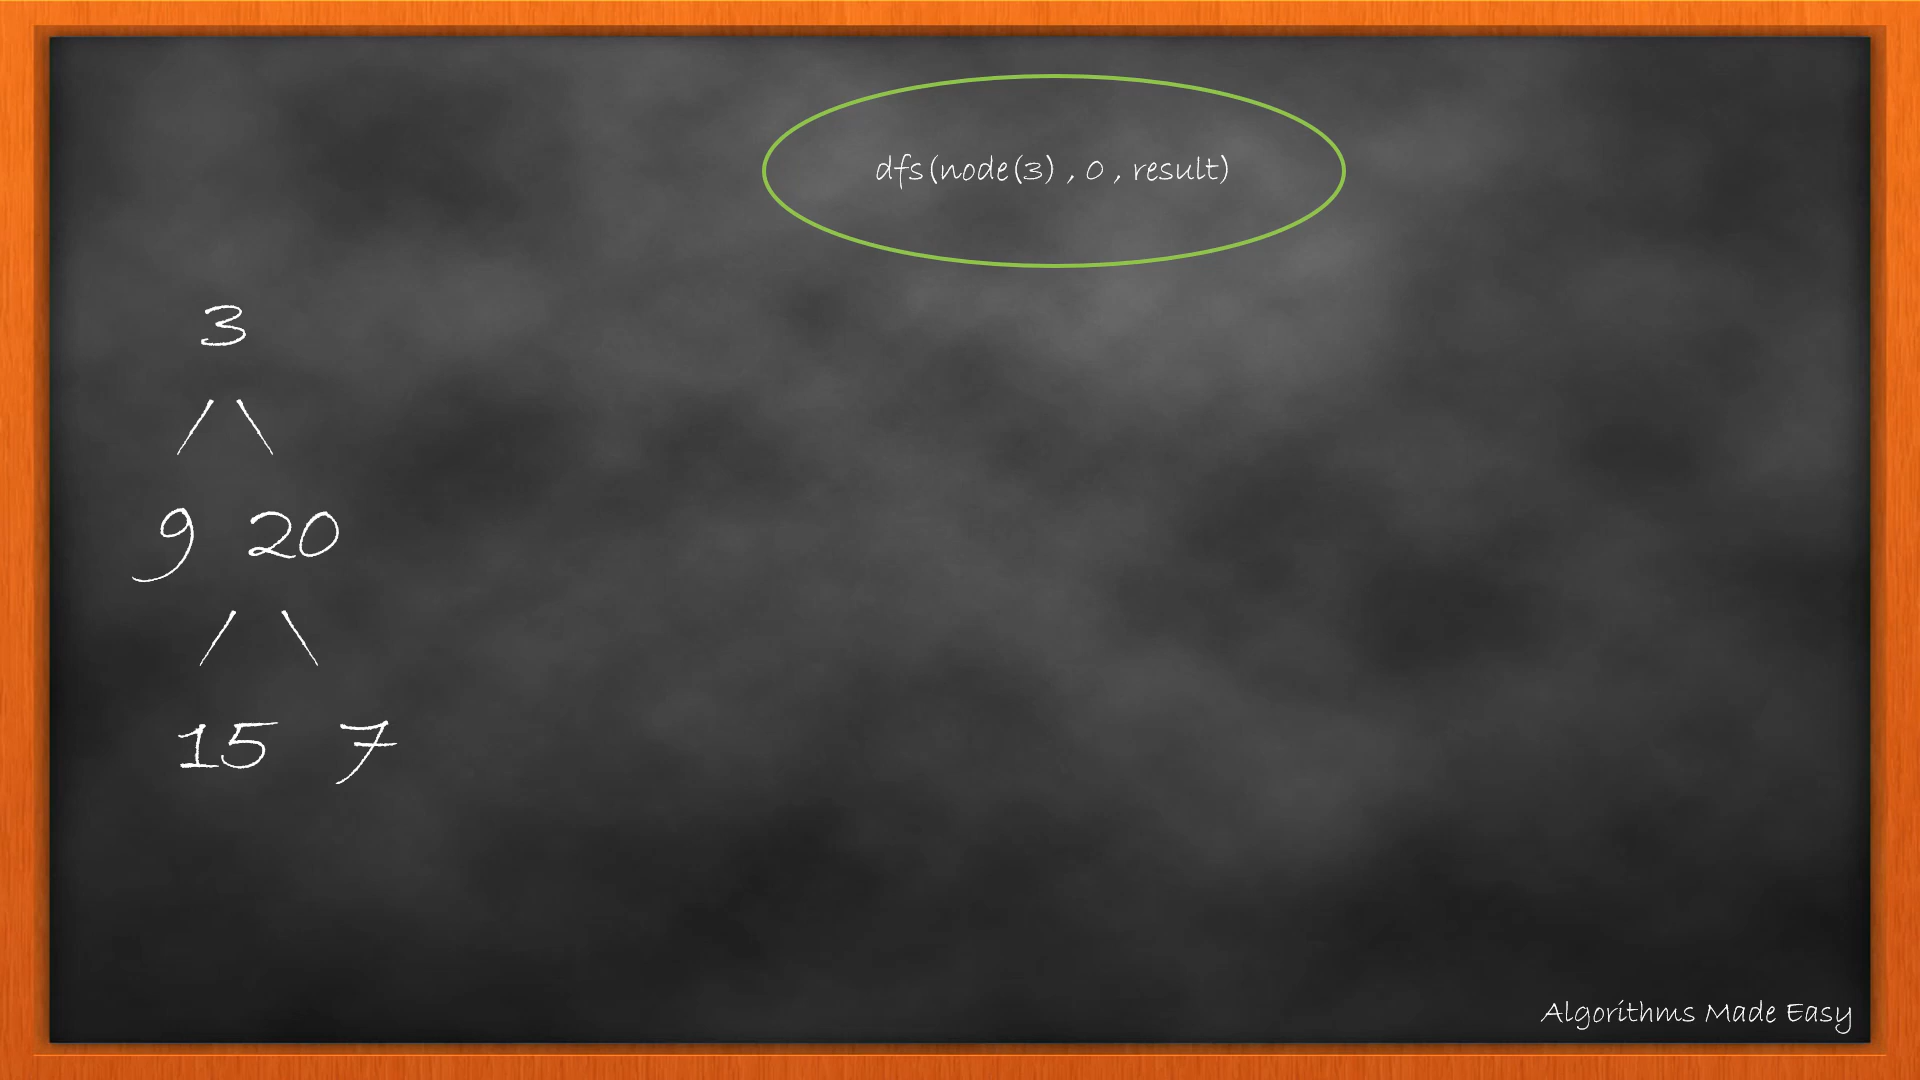 dfs(node(3) , 0 , result)
3
/ \
9 20
/ \
15 7
Algorithms Made Easy